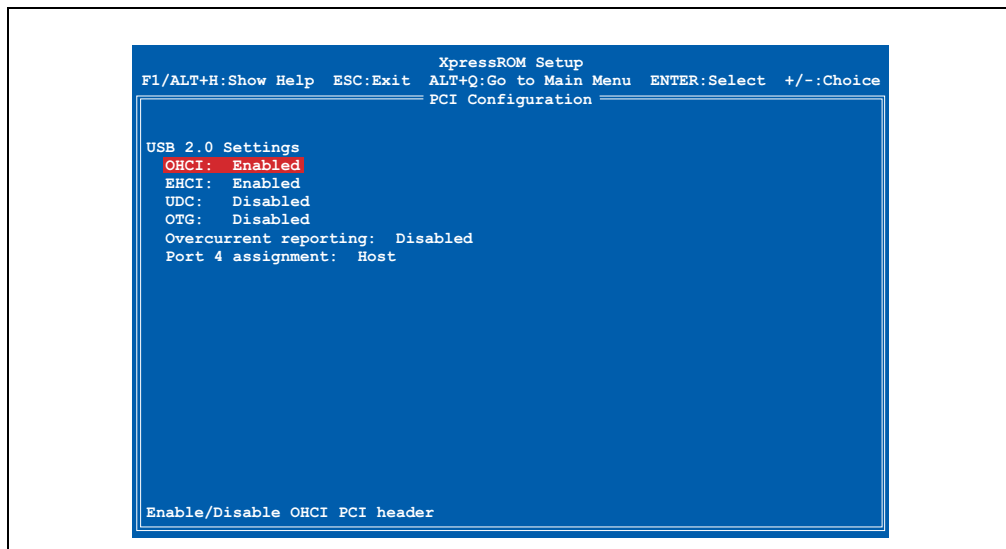 XpressROM Setup
F1/ALT+H:Show Help  ESC:Exit  ALT+Q:Go to Main Menu  ENTER:Select  +/-:Choice
PCI Configuration
USB 2.0 Settings
OHCI:  Enabled
EHCI:  Enabled
UDC:   Disabled
OTG:   Disabled
Overcurrent reporting:  Disabled
Port 4 assignment:  Host
Enable/Disable OHCI PCI header